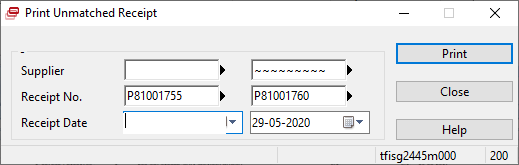 Print Unmatched Receipt
-
Supplier ~~~~~~~~~ Print
Receipt No. P81001755 P81001760 Close
Receipt Date 29-05-2020 Help
tfisg2445m000 200